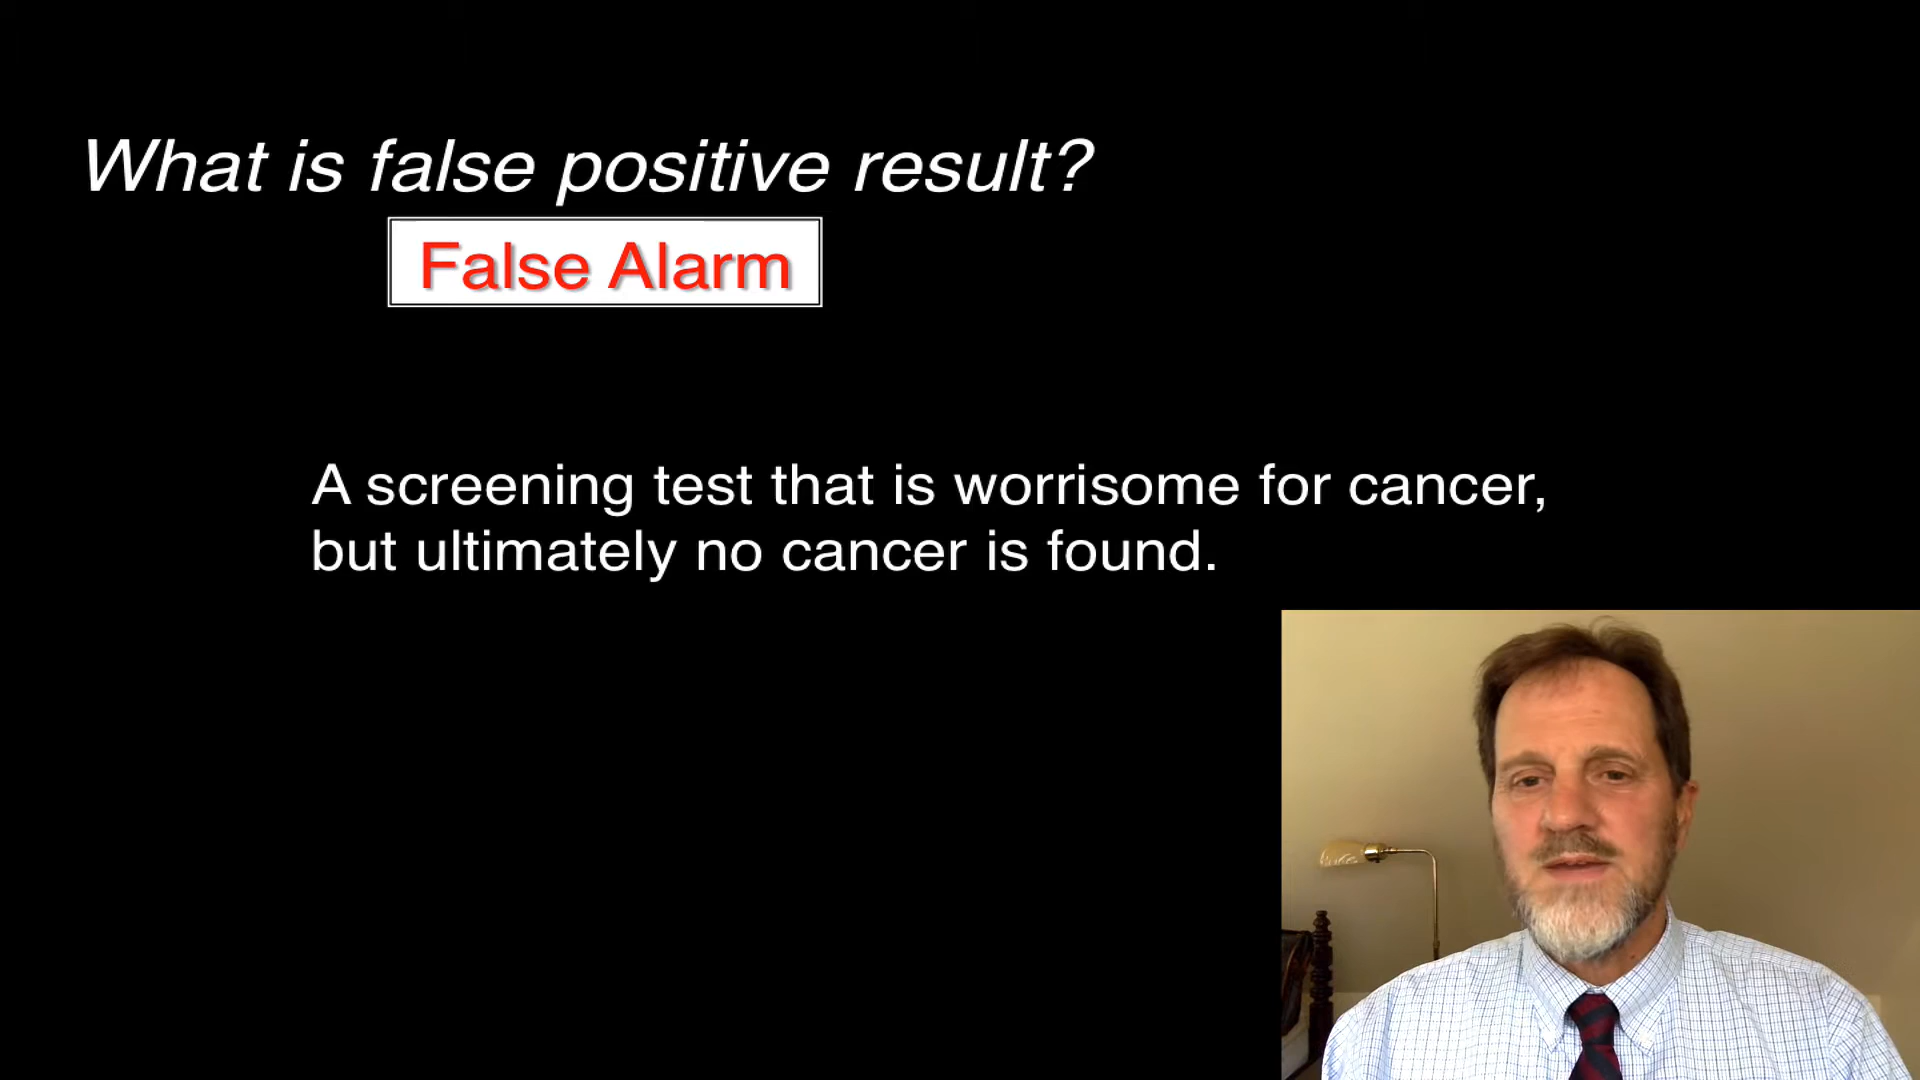 What is false positive result?
False Alarm
A screening test that is worrisome for cancer,
but ultimately no cancer is found.